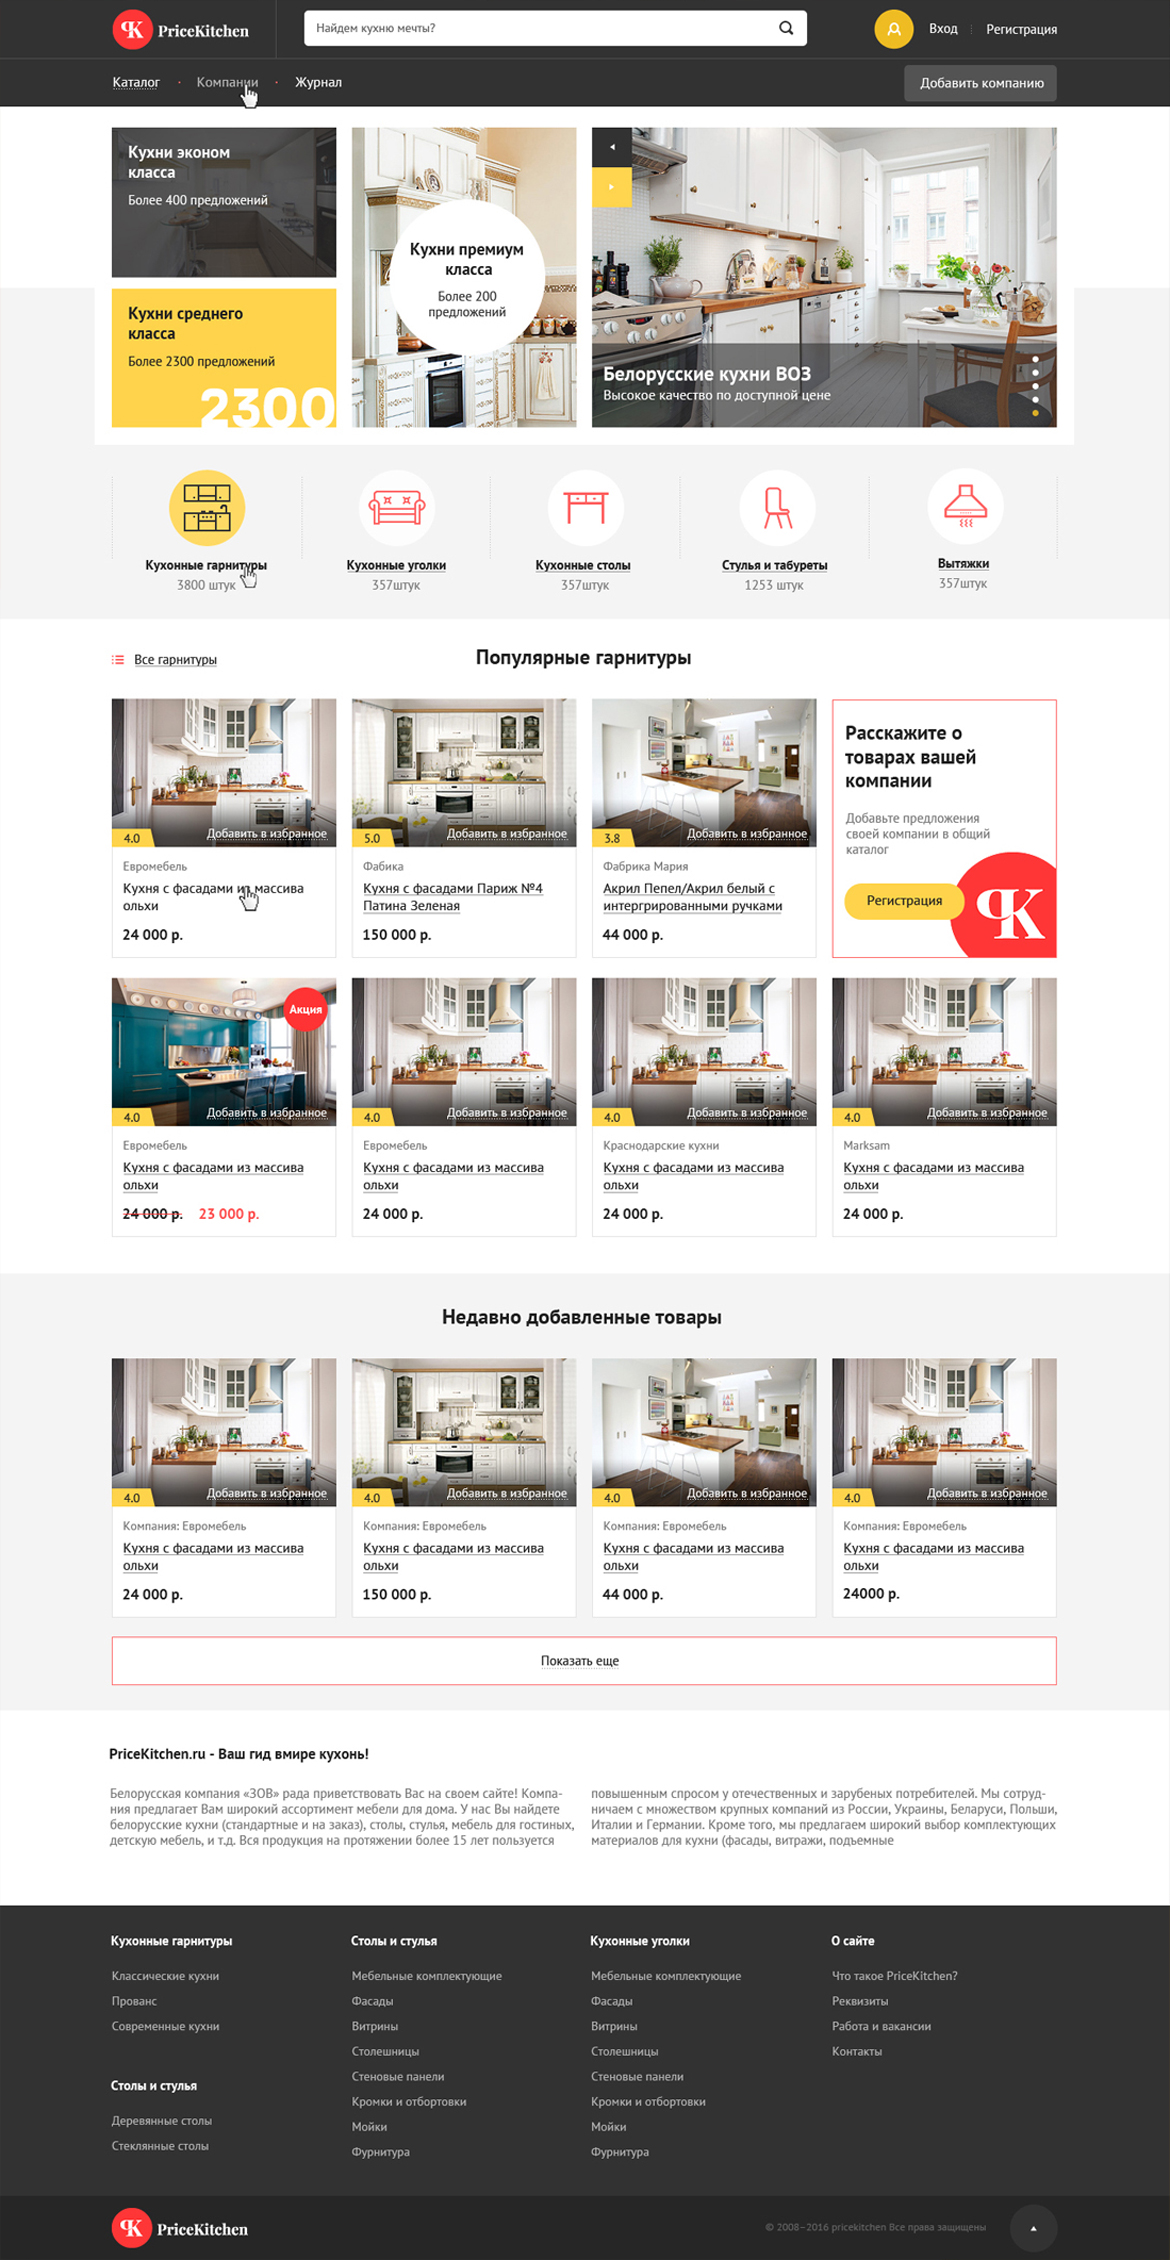 PK PriceKitchen
Найдем кухню мечты?
Вход
Регистрация
Каталог
Компании
Журнал
Добавить компанию
Кухни эконом
класса
Более 400 предложений
Кухни среднего
класса
Более 2300 предложений
2300
Кухни премиум
класса
Более 200
предложений
Белорусские кухни ВОЗ
Высокое качество по доступной цене
Кухонные гарнитуры
3800 штук
Кухонные уголки
357штук
Кухонные столы
357штук
Стулья и табуреты
1253 штук
Вытяжки
357штук
Все гарнитуры
Популярные гарнитуры
4.0
Добавить в избранное
Евромебель
Кухня с фасадами из массива
ольхи
24 000 р.
5.0
Добавить в избранное
Фабика
Кухня с фасадами Париж №4
Патина Зеленая
150 000 р.
3.8
Добавить в избранное
Фабрика Мария
Акрил Пепел/Акрил белый с
интергрированными ручками
44 000 р.
Расскажите о
товарах вашей
компании
Добавьте предложения
своей компании в общий
каталог
Регистрация
PK
Акция
4.0
Добавить в избранное
Евромебель
Кухня с фасадами из массива
ольхи
24 000 р. 23 000 р.
4.0
Добавить в избранное
Евромебель
Кухня с фасадами из массива
ольхи
24 000 р.
4.0
Добавить в избранное
Краснодарские кухни
Кухня с фасадами из массива
ольхи
24 000 р.
4.0
Добавить в избранное
Marksam
Кухня с фасадами из массива
ольхи
24 000 р.
Недавно добавленные товары
4.0
Добавить в избранное
Компания: Евромебель
Кухня с фасадами из массива
ольхи
24 000 р.
4.0
Добавить в избранное
Компания: Евромебель
Кухня с фасадами из массива
ольхи
150 000 р.
4.0
Добавить в избранное
Компания: Евромебель
Кухня с фасадами из массива
ольхи
44 000 р.
4.0
Добавить в избранное
Компания: Евромебель
Кухня с фасадами из массива
ольхи
24000 р.
Показать еще
PriceKitchen.ru - Ваш гид вмире кухонь!
Белорусская компания «ЗОВ» рада приветствовать Вас на своем сайте! Компа-
ния предлагает Вам широкий ассортимент мебели для дома. У нас Вы найдете
белорусские кухни (стандартные и на заказ), столы, стулья, мебель для гостиных,
детскую мебель, и т.д. Вся продукция на протяжении более 15 лет пользуется
повышенным спросом у отечественных и зарубеных потребителей. Мы сотруд-
ничаем с множеством крупных компаний из России, Украины, Беларуси, Польши,
Италии и Германии. Кроме того, мы предлагаем широкий выбор комплектующих
материалов для кухни (фасады, витражи, подъемные
Кухонные гарнитуры
Классические кухни
Прованс
Современные кухни
Столы и стулья
Деревянные столы
Стеклянные столы
Столы и стулья
Мебельные комплектующие
Фасады
Витрины
Столешницы
Стеновые панели
Кромки и отбортовки
Мойки
Фурнитура
Кухонные уголки
Мебельные комплектующие
Фасады
Витрины
Столешницы
Стеновые панели
Кромки и отбортовки
Мойки
Фурнитура
О сайте
Что такое PriceKitchen?
Реквизиты
Работа и вакансии
Контакты
PK PriceKitchen
© 2008–2016 pricekitchen Все права защищены